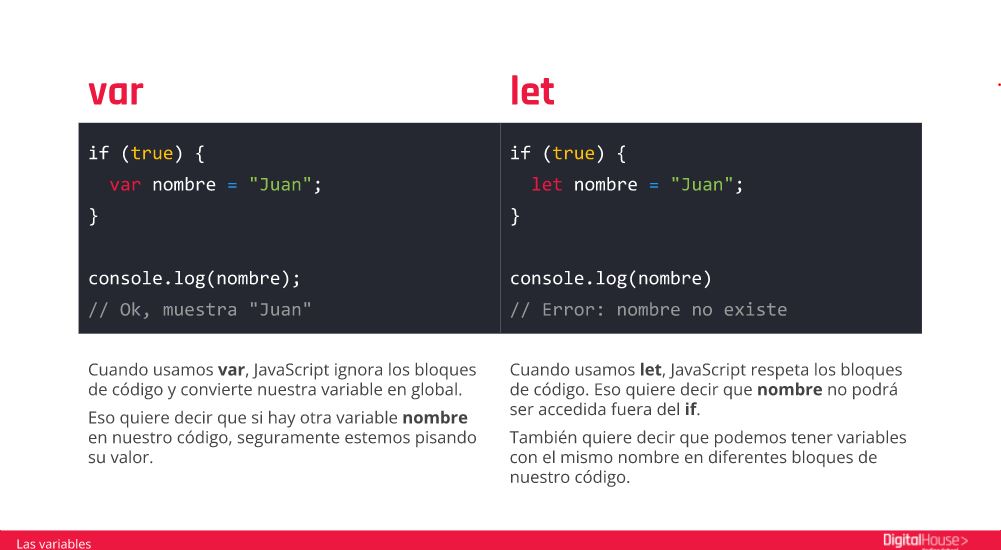 var
if (true) {
  var nombre = "Juan";
}
console.log(nombre);
// Ok, muestra "Juan"
Cuando usamos var, JavaScript ignora los bloques
de código y convierte nuestra variable en global.
Eso quiere decir que si hay otra variable nombre
en nuestro código, seguramente estemos pisando
su valor.
let
if (true) {
  let nombre = "Juan";
}
console.log(nombre)
// Error: nombre no existe
Cuando usamos let, JavaScript respeta los bloques
de código. Eso quiere decir que nombre no podrá
ser accedida fuera del if.
También quiere decir que podemos tener variables
con el mismo nombre en diferentes bloques de
nuestro código.
Las variables
DigitalHouse>